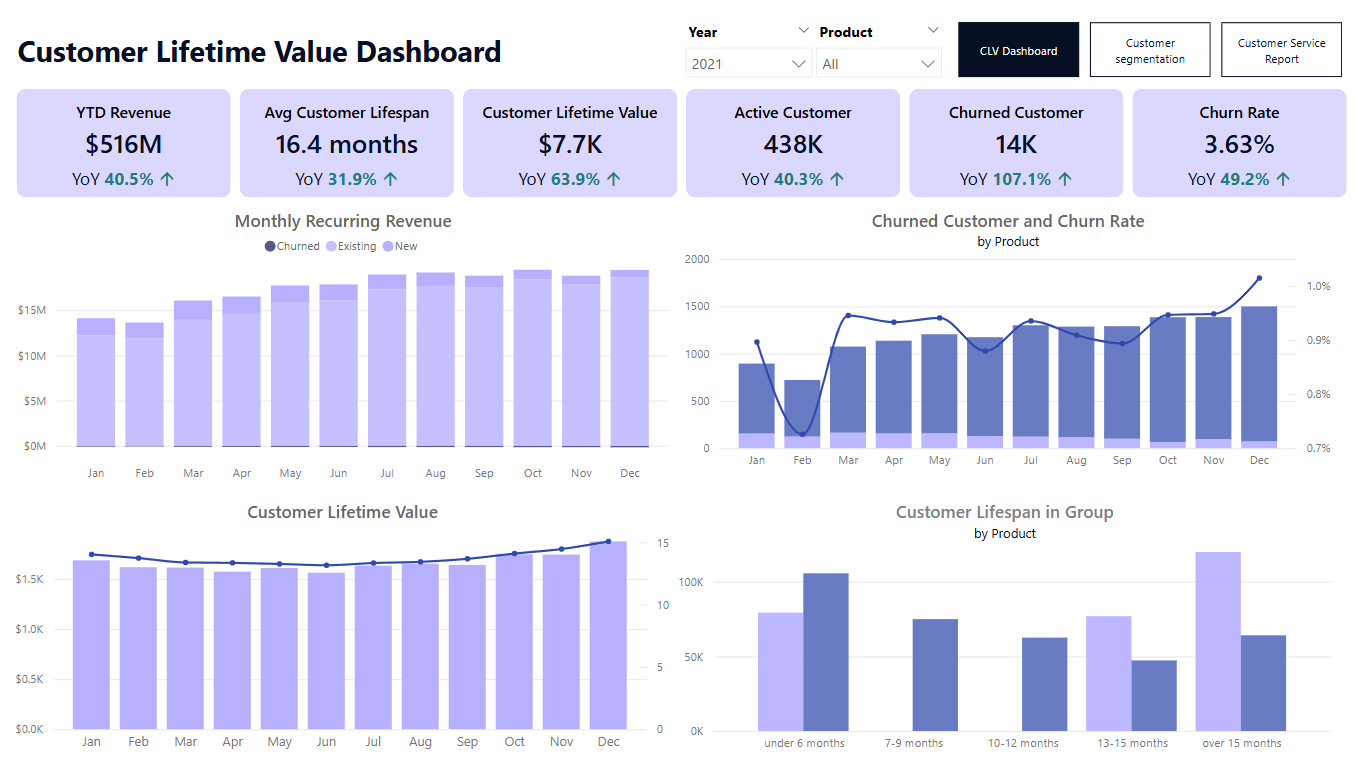 Customer Lifetime Value Dashboard
Year
Product
2021
All
CLV Dashboard
Customer
segmentation
Customer Service
Report
YTD Revenue
$516M
YoY 40.5% ↑
Avg Customer Lifespan
16.4 months
YoY 31.9% ↑
Customer Lifetime Value
$7.7K
YoY 63.9% ↑
Active Customer
438K
YoY 40.3% ↑
Churned Customer
14K
YoY 107.1% ↑
Churn Rate
3.63%
YoY 49.2% ↑
Monthly Recurring Revenue
Churned Existing New
$15M
$10M
$5M
$0M
Jan Feb Mar Apr May Jun Jul Aug Sep Oct Nov Dec
Churned Customer and Churn Rate
by Product
2000
1500
1000
500
0
1.0%
0.9%
0.8%
0.7%
Jan Feb Mar Apr May Jun Jul Aug Sep Oct Nov Dec
Customer Lifetime Value
$1.5K
$1.0K
$0.5K
$0.0K
15
10
5
0
Jan Feb Mar Apr May Jun Jul Aug Sep Oct Nov Dec
Customer Lifespan in Group
by Product
100K
50K
0K
under 6 months 7-9 months 10-12 months 13-15 months over 15 months